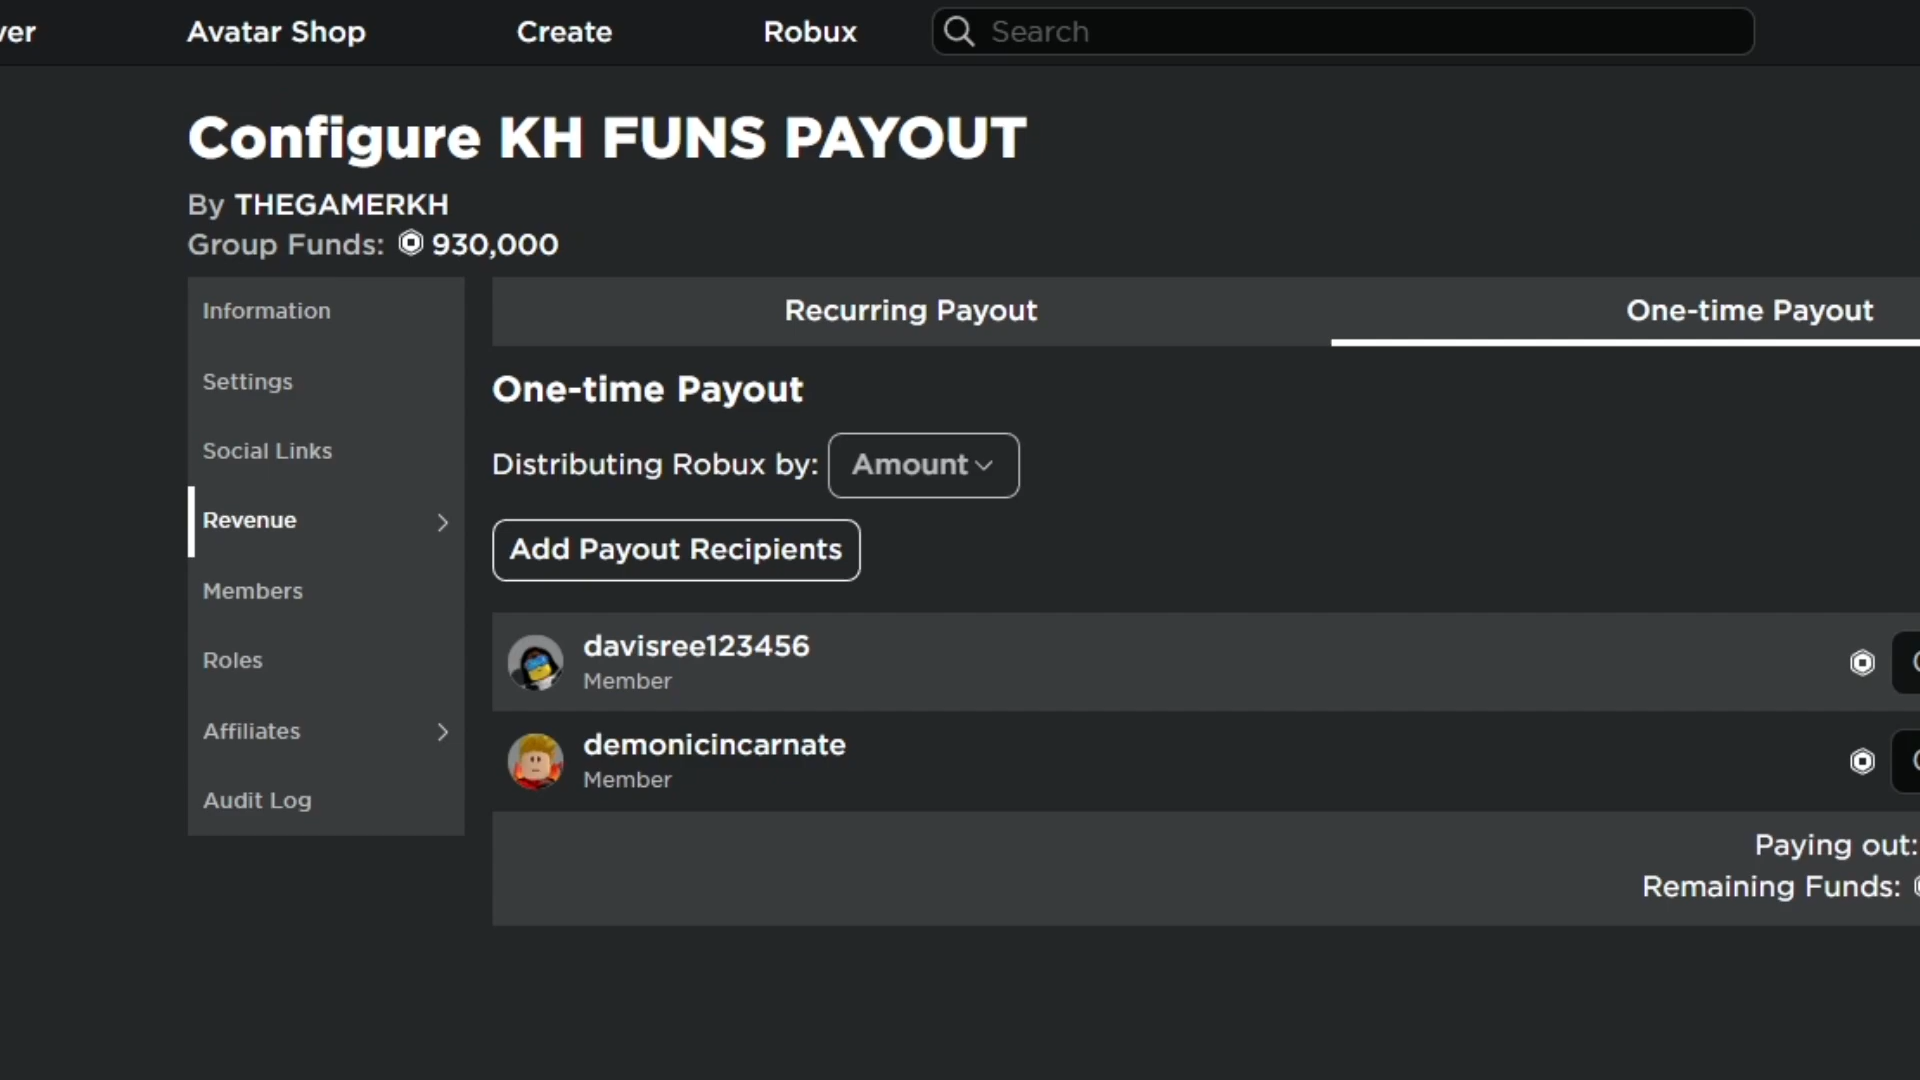 ver Avatar Shop Create Robux Search
Configure KH FUNS PAYOUT
By THEGAMERKH
Group Funds: 930,000
Information
Settings
Social Links
Revenue
Members
Roles
Affiliates
Audit Log
Recurring Payout One-time Payout
One-time Payout
Distributing Robux by: Amount
Add Payout Recipients
davisree123456
Member
demonicincarnate
Member
Paying out:
Remaining Funds: